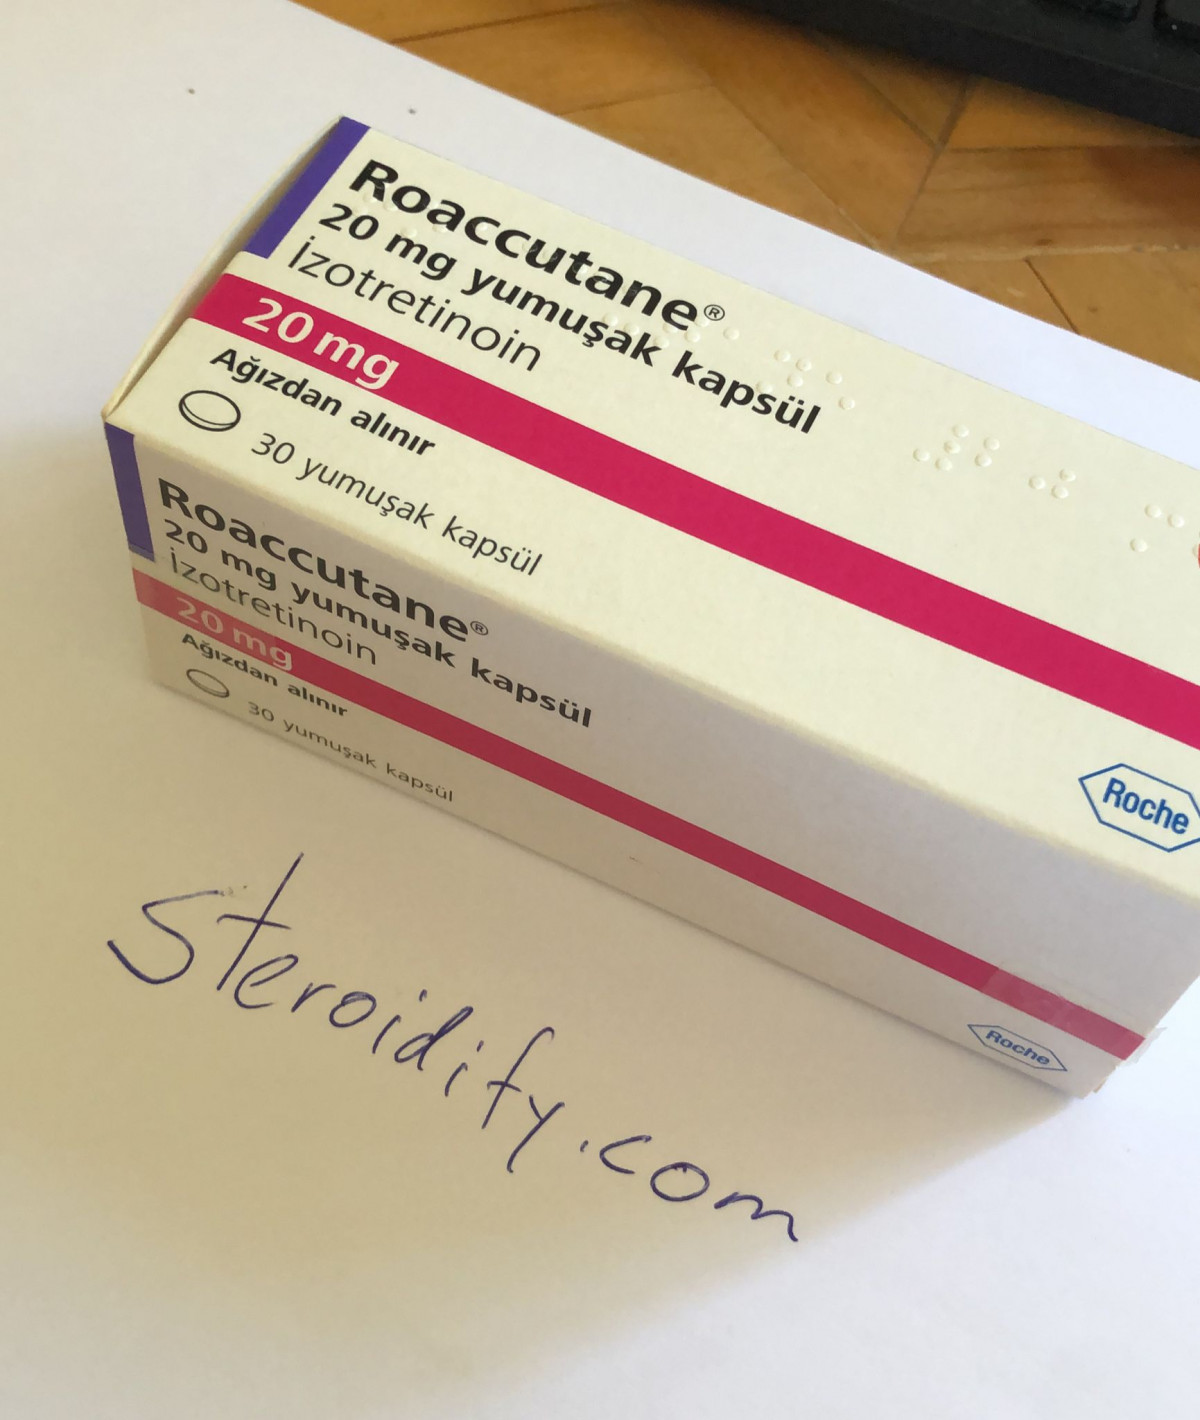 Roaccutane®
20 mg yumuşak kapsül
İzotretinoin
20 mg
Ağızdan alınır
30 yumuşak kapsül
Roche
Roaccutane®
20 mg yumuşak kapsül
İzotretinoin
20 mg
Ağızdan alınır
30 yumuşak kapsül
Roche
steroidify.com